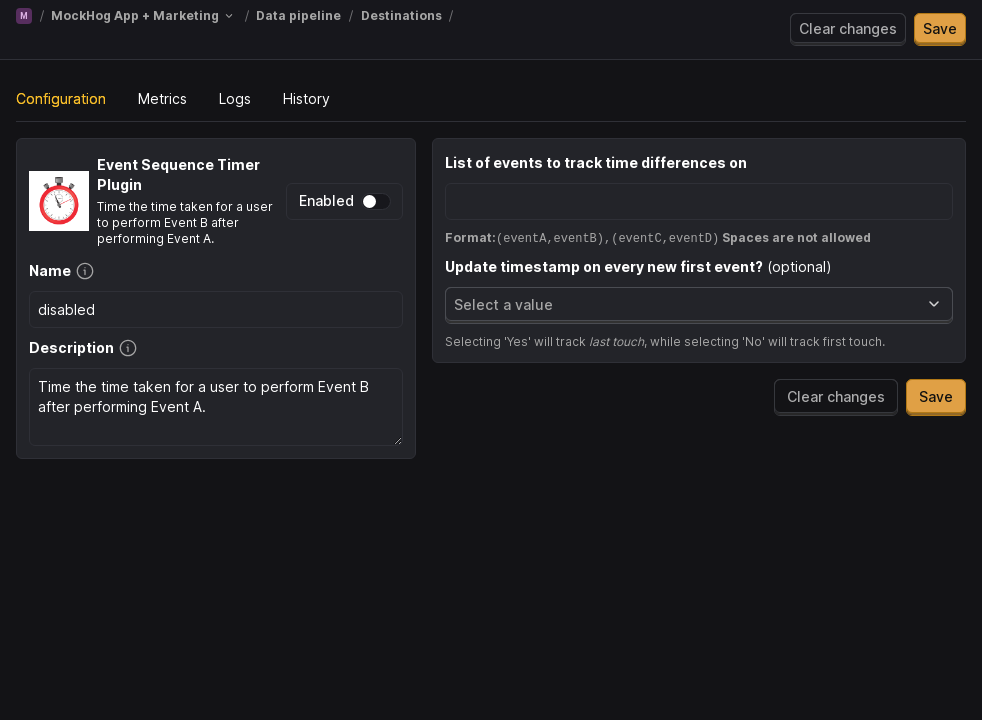 M / MockHog App + Marketing / Data pipeline / Destinations /
Clear changes Save
Configuration Metrics Logs History
Event Sequence Timer
Plugin
Time the time taken for a user
to perform Event B after
performing Event A.
Enabled
Name
disabled
Description
Time the time taken for a user to perform Event B
after performing Event A.
List of events to track time differences on
Format:(eventA,eventB),(eventC,eventD) Spaces are not allowed
Update timestamp on every new first event? (optional)
Select a value
Selecting 'Yes' will track last touch, while selecting 'No' will track first touch.
Clear changes Save